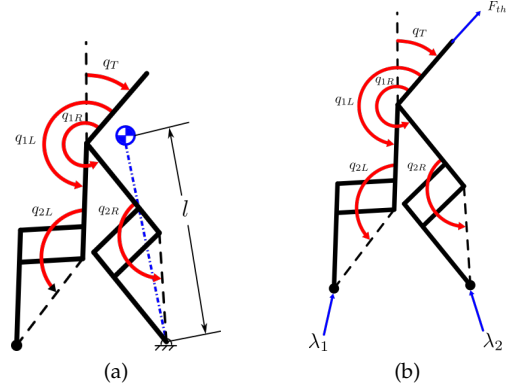 q_T
q_{1L}
q_{1R}
q_{2L}
q_{2R}
l
(a)
F_{th}
q_T
q_{1L}
q_{1R}
q_{2L}
q_{2R}
λ_1
λ_2
(b)